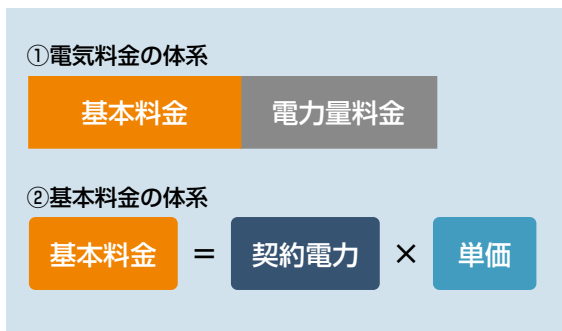 ①電気料金の体系
基本料金 電力量料金
②基本料金の体系
基本料金 = 契約電力 × 単価